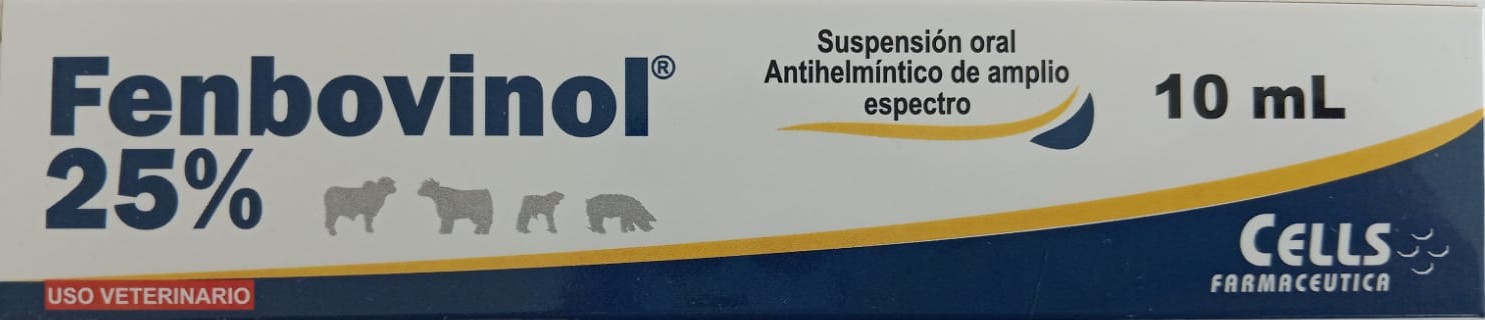 Fenbovinol®
25%
Suspensión oral
Antihelmíntico de amplio
espectro
10 mL
USO VETERINARIO
CELLS
FARMACEUTICA